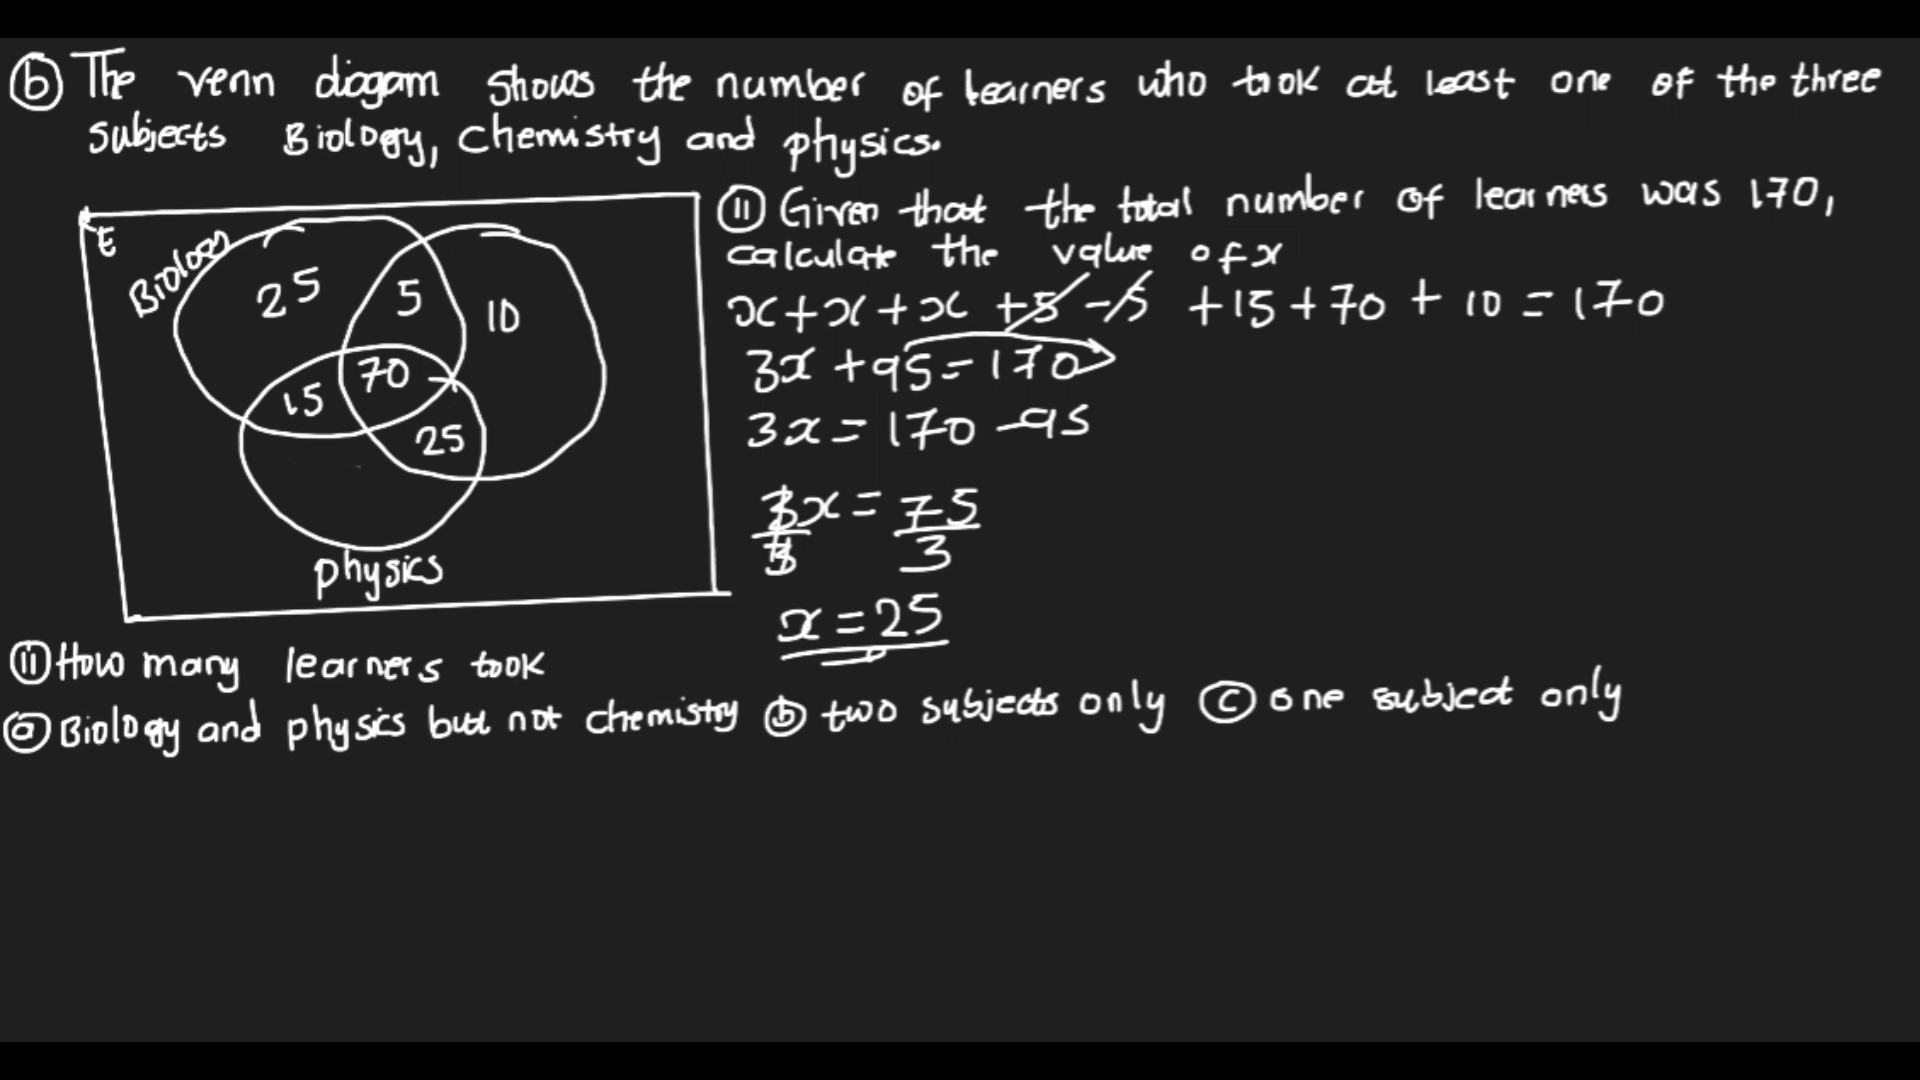 b The venn diagam shows the number of learners who took at least one of the three
subjects Biology, chemistry and physics.
E
Biology
25
5
10
70
15
25
physics
ii Given that the total number of learners was 170,
calculate the value of x
x+x+x +5 -5 +15+70 + 10 = 170
3x +95=170
3x = 170 -95
3x = 75
3 3
x = 25
ii How many learners took
a Biology and physics but not chemistry b two subjects only c one subject only